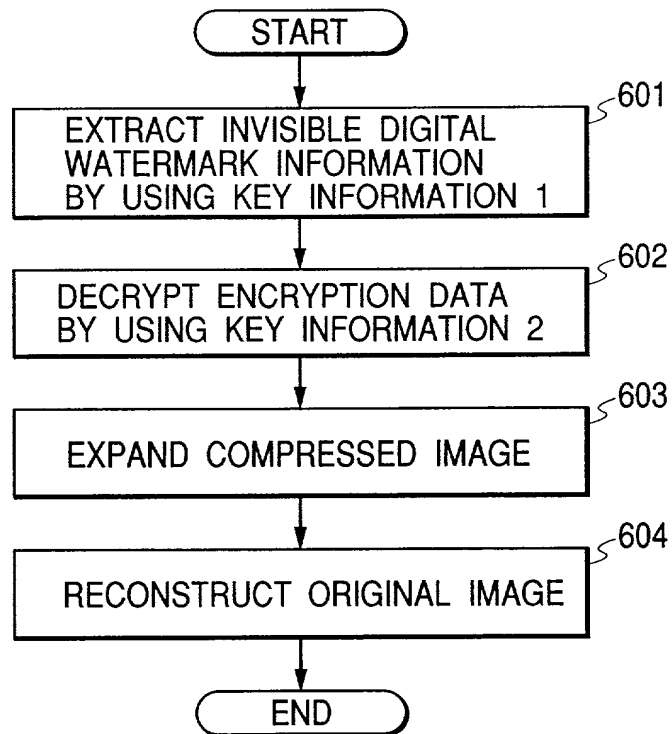 START
601
EXTRACT INVISIBLE DIGITAL
WATERMARK INFORMATION
BY USING KEY INFORMATION 1
602
DECRYPT ENCRYPTION DATA
BY USING KEY INFORMATION 2
603
EXPAND COMPRESSED IMAGE
604
RECONSTRUCT ORIGINAL IMAGE
END